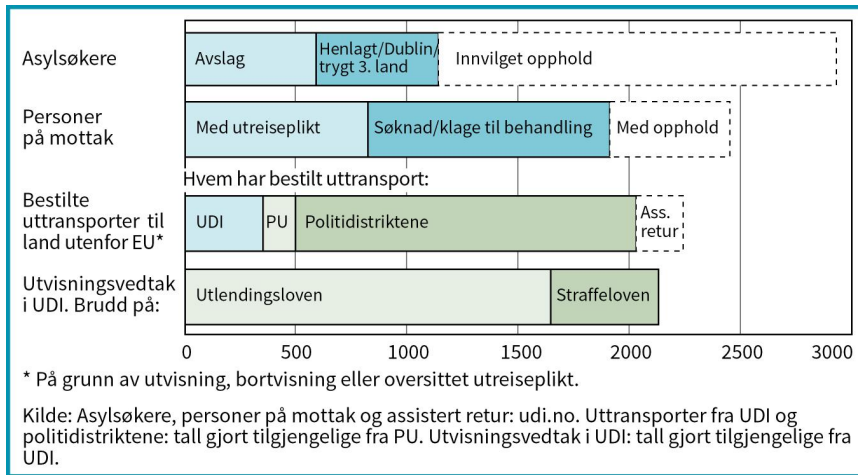 Asylsøkere
Avslag
Henlagt/Dublin/
trygt 3. land
Innvilget opphold
Personer
på mottak
Med utreiseplikt
Søknad/klage til behandling
Med opphold
Hvem har bestilt uttransport:
Bestilte
uttransporter til
land utenfor EU*
UDI
PU
Politidistriktene
Ass.
retur
Utvisningsvedtak
i UDI. Brudd på:
Utlendingsloven
Straffeloven
0 500 1000 1500 2000 2500 3000
* På grunn av utvisning, bortvisning eller oversittet utreiseplikt.
Kilde: Asylsøkere, personer på mottak og assistert retur: udi.no. Uttransporter fra UDI og
politidistriktene: tall gjort tilgjengelige fra PU. Utvisningsvedtak i UDI: tall gjort tilgjengelige fra
UDI.